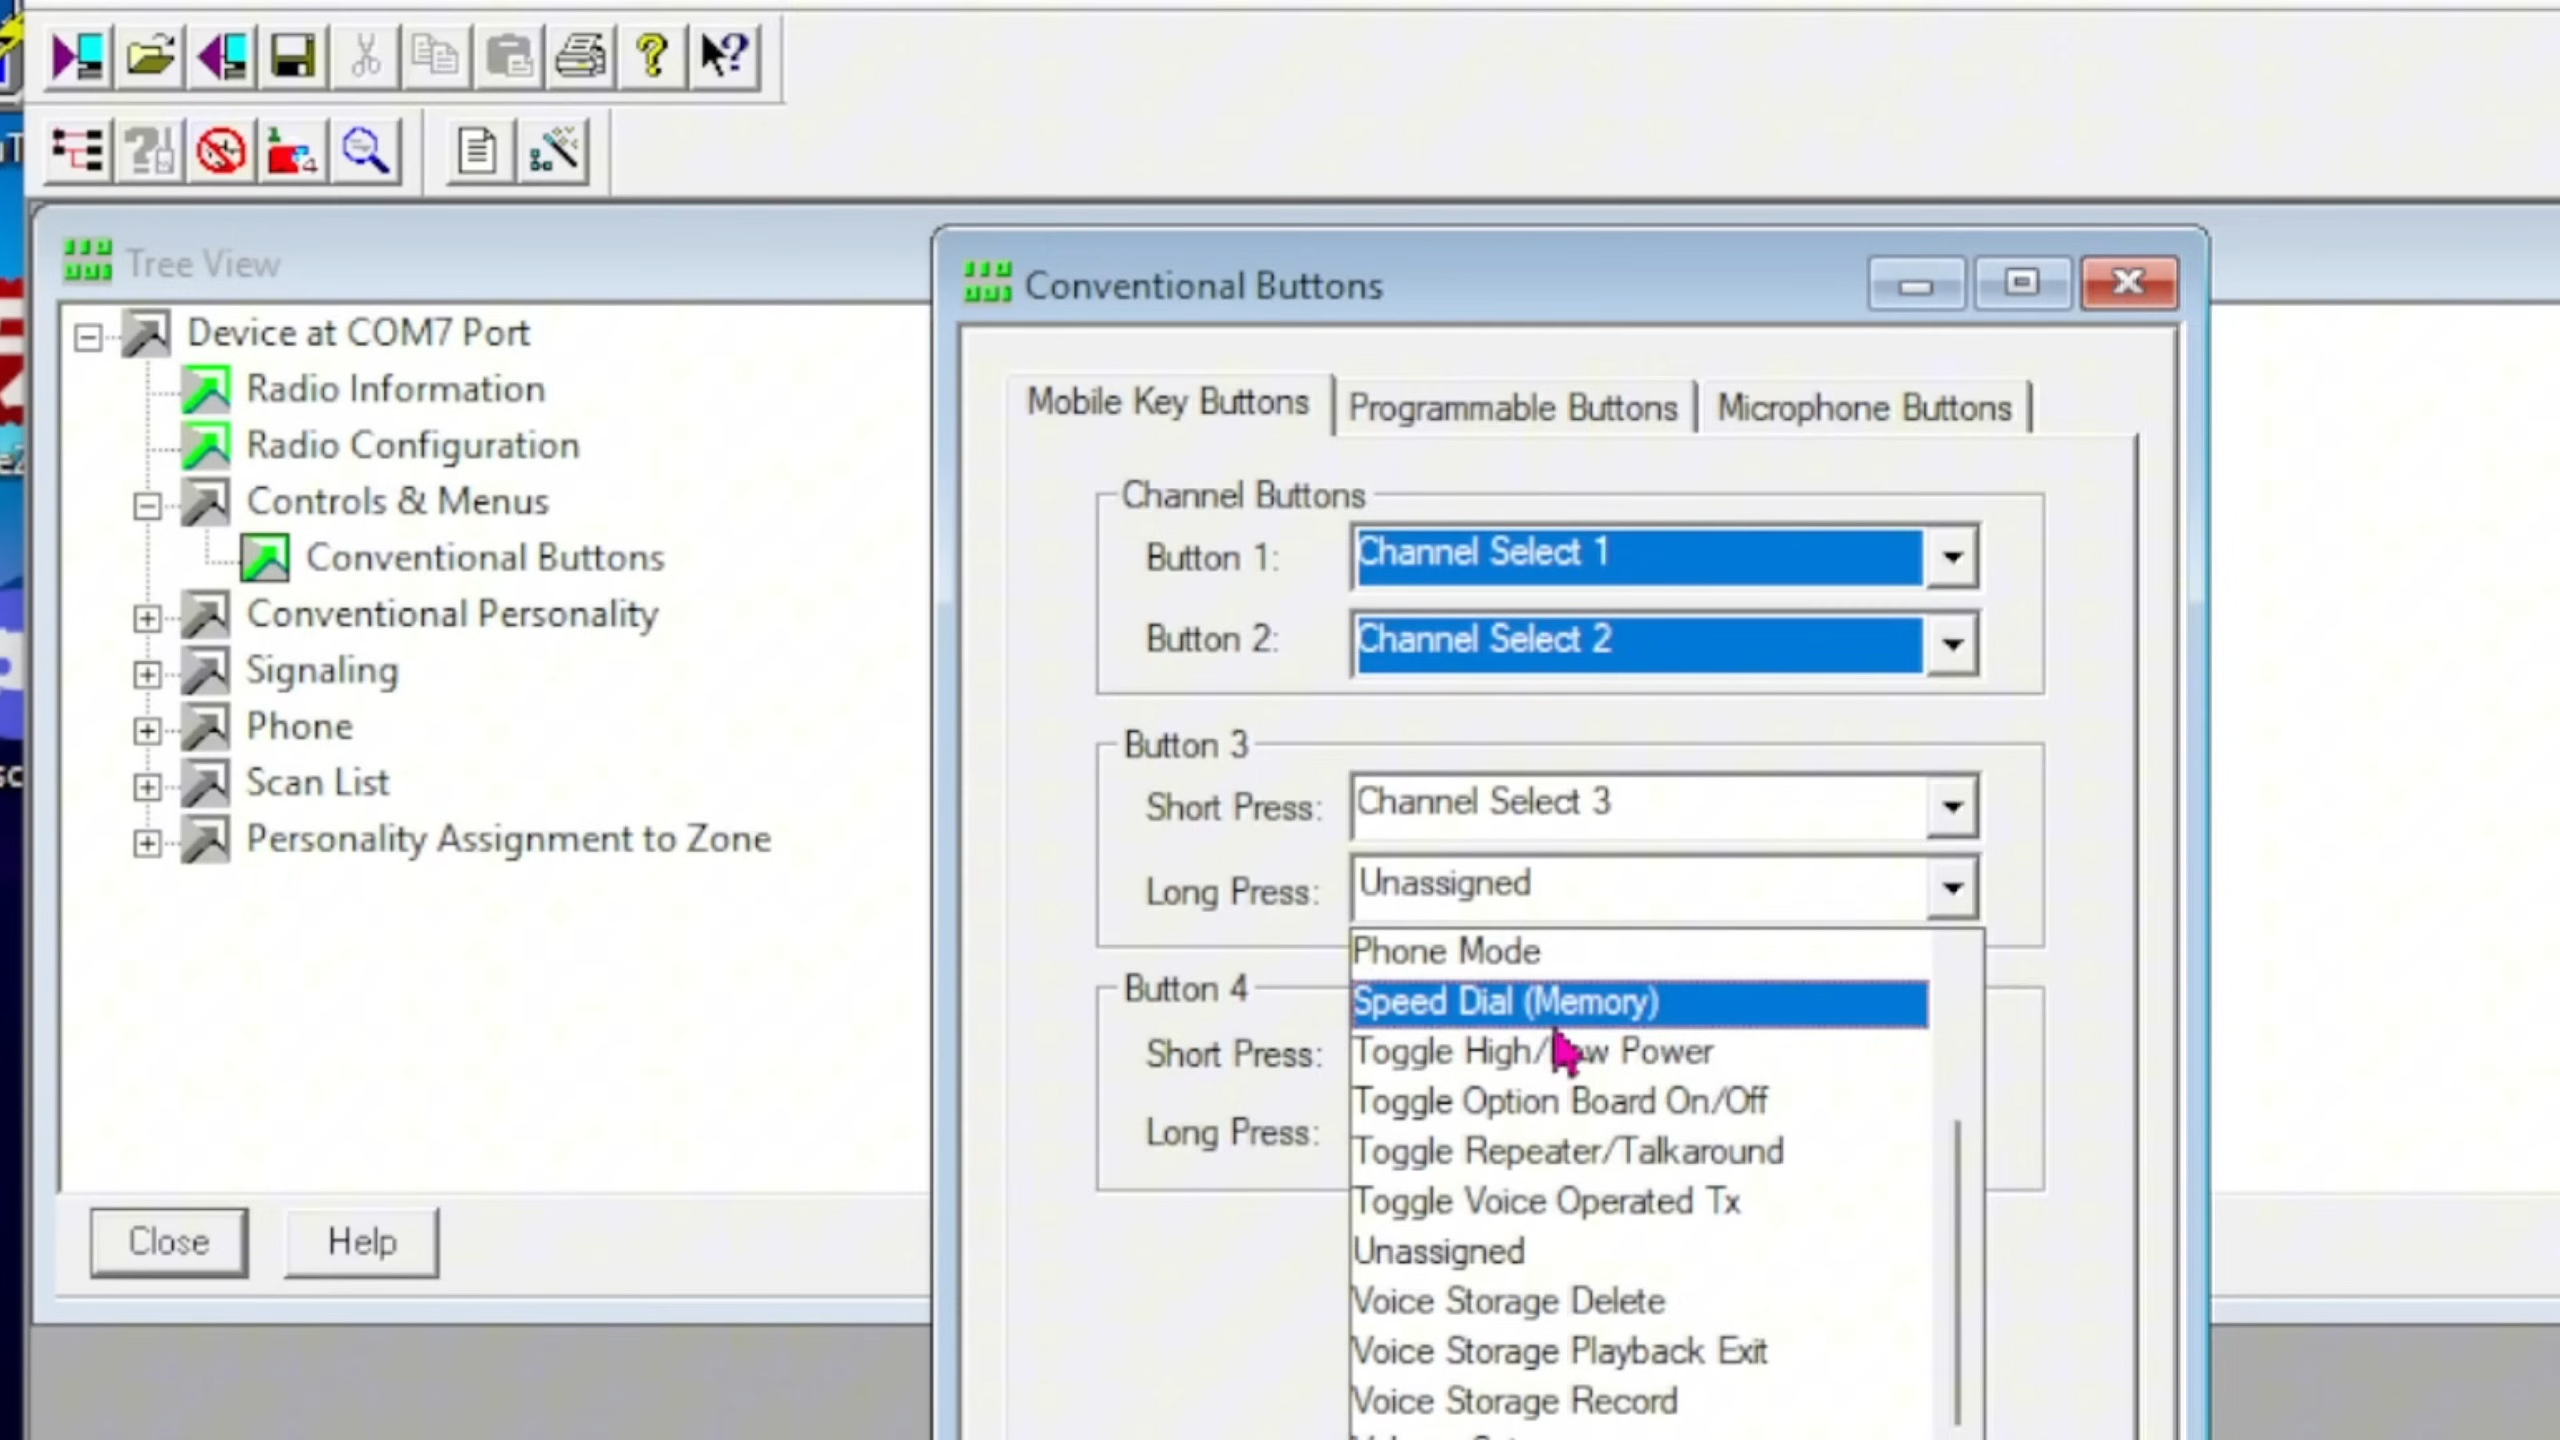 Tree View
Device at COM7 Port
Radio Information
Radio Configuration
Controls & Menus
Conventional Buttons
Conventional Personality
Signaling
Phone
Scan List
Personality Assignment to Zone
Close
Help
Conventional Buttons
Mobile Key Buttons
Programmable Buttons
Microphone Buttons
Channel Buttons
Button 1: Channel Select 1
Button 2: Channel Select 2
Button 3
Short Press: Channel Select 3
Long Press: Unassigned
Button 4
Short Press:
Long Press:
Phone Mode
Speed Dial (Memory)
Toggle High/Low Power
Toggle Option Board On/Off
Toggle Repeater/Talkaround
Toggle Voice Operated Tx
Unassigned
Voice Storage Delete
Voice Storage Playback Exit
Voice Storage Record